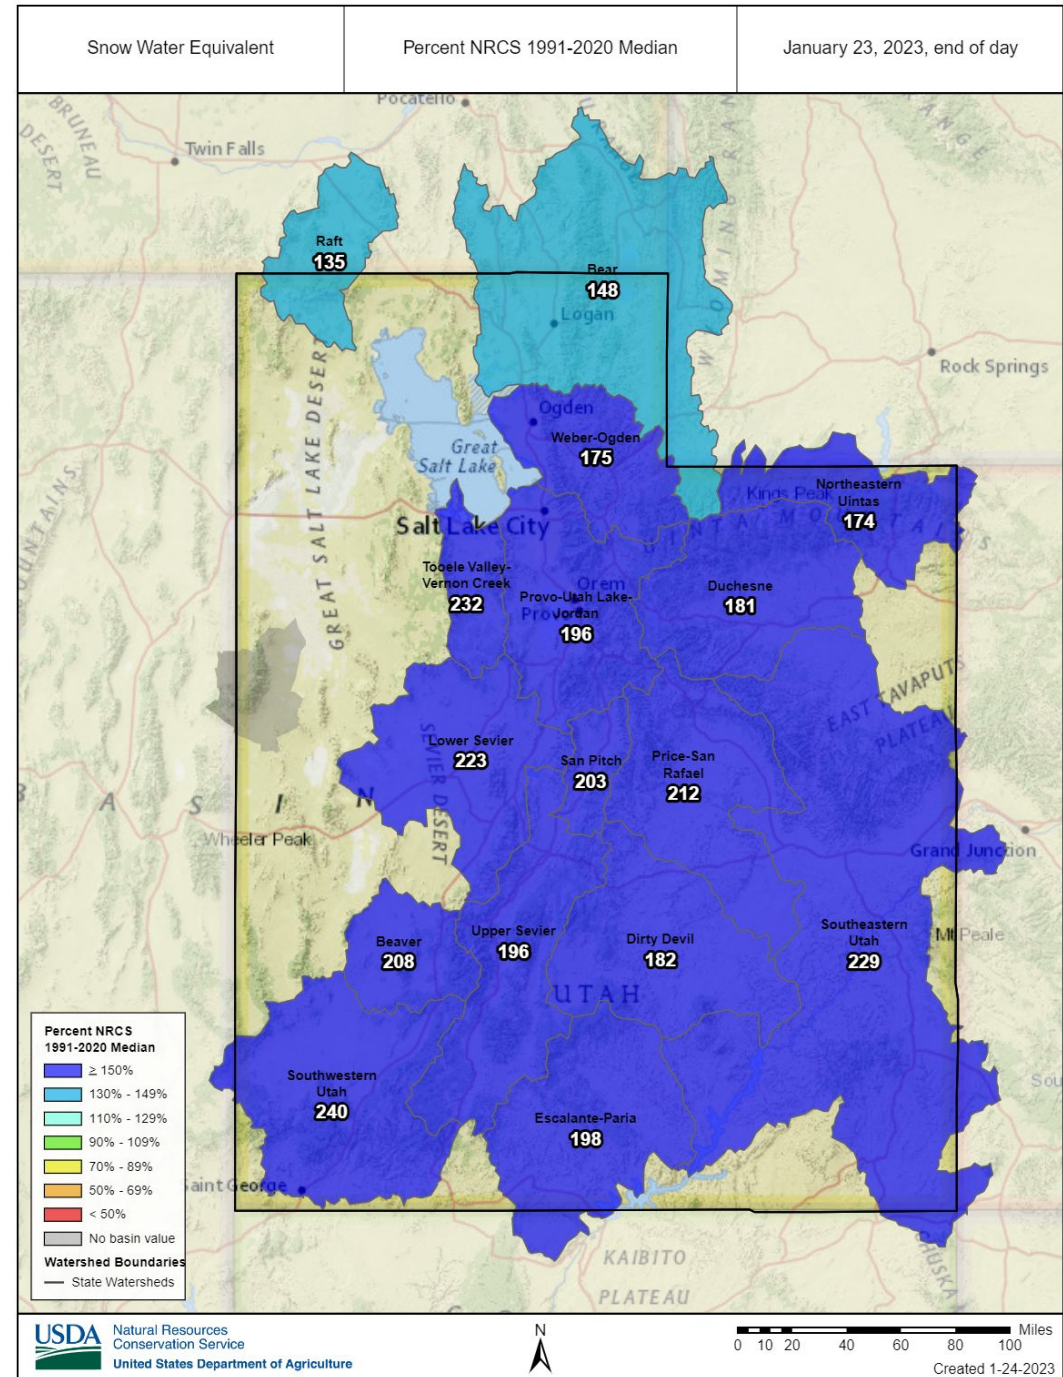 Snow Water Equivalent
Percent NRCS 1991-2020 Median
January 23, 2023, end of day
Pocatello
BRUNEAU
DESERT
Twin Falls
Raft
135
Bear
148
Logan
WYOMING RAN
Rock Springs
Ogden
Great
Salt Lake
Weber-Ogden
175
Kings Peak
Northeastern
Uintas
174
Salt Lake City
GREAT SALT LAKE DESERT
Tooele Valley-
Vernon Creek
232
Orem
Provo
Provo-Utah Lake-
Jordan
196
Duchesne
181
EAST TAVAPUTS
PLATEAU
SEVIER DESERT
Lower Sevier
223
San Pitch
203
Price-San
Rafael
212
BASIN
Wheeler Peak
Grand Junction
Beaver
208
Upper Sevier
196
Dirty Devil
182
Southeastern
Utah
229
Mt Peale
UTAH
Southwestern
Utah
240
Escalante-Paria
198
Saint George
KAIBITO
PLATEAU
CHUSKA
Percent NRCS
1991-2020 Median
≥ 150%
130% - 149%
110% - 129%
90% - 109%
70% - 89%
50% - 69%
< 50%
No basin value
Watershed Boundaries
State Watersheds
USDA
Natural Resources
Conservation Service
United States Department of Agriculture
N
Miles
0 10 20 40 60 80 100
Created 1-24-2023